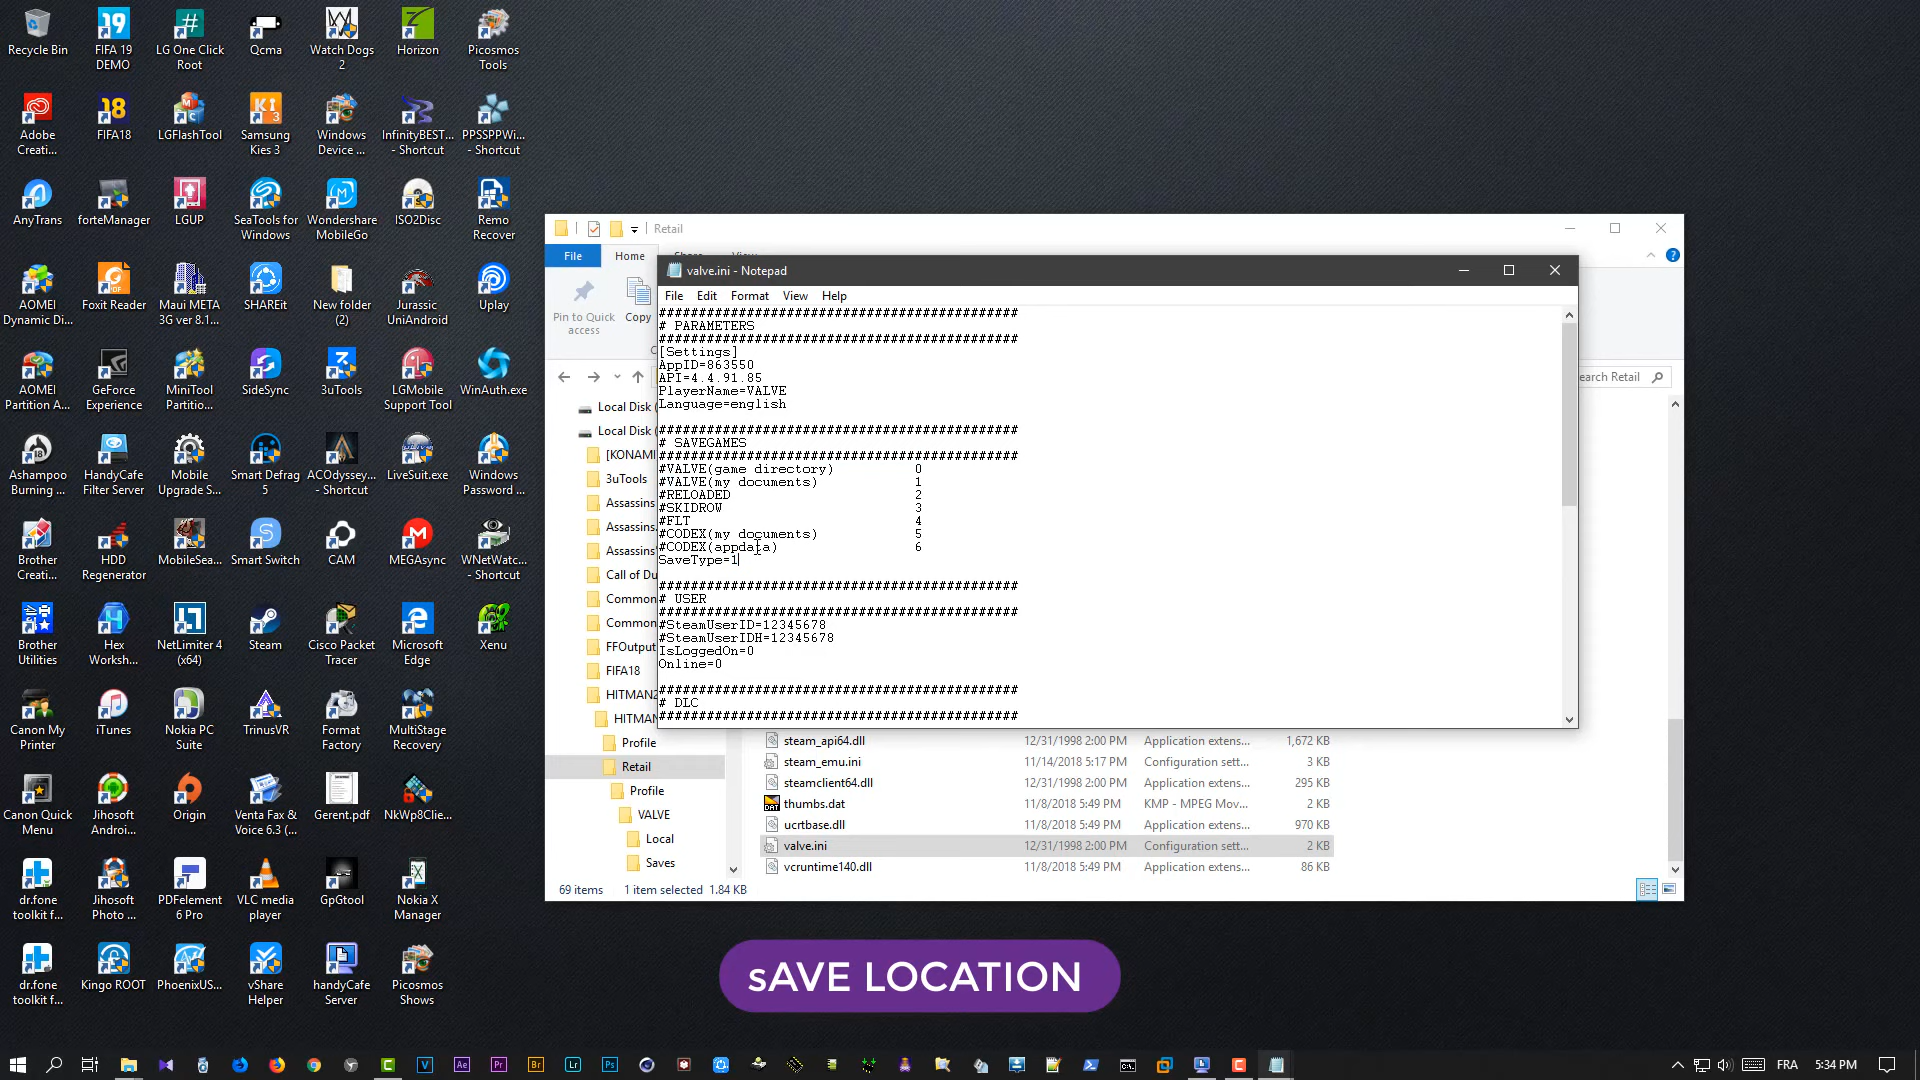 Recycle Bin
FIFA 19 DEMO
LG One Click Root
Qcma
Watch Dogs 2
Horizon
Picosmos Tools
Adobe Creati...
FIFA18
LGFlashTool
Samsung Kies 3
Windows Device ...
InfinityBEST... - Shortcut
PPSSPPWi... - Shortcut
AnyTrans
forteManager
LGUP
SeaTools for Windows
Wondershare MobileGo
ISO2Disc
Remo Recover
AOMEI Dynamic Di...
Foxit Reader
Maui META 3G ver 8.1...
SHAREit
New folder (2)
Jurassic UniAndroid
Uplay
AOMEI Partition A...
GeForce Experience
MiniTool Partitio...
SideSync
3uTools
LGMobile Support Tool
WinAuth.exe
Ashampoo Burning ...
HandyCafe Filter Server
Mobile Upgrade S...
Smart Defrag 5
ACOdyssey... - Shortcut
LiveSuit.exe
Windows Password ...
Brother Creati...
HDD Regenerator
MobileSea...
Smart Switch
CAM
MEGAsync
WNetWatc... - Shortcut
Brother Utilities
Hex Worksh...
NetLimiter 4 (x64)
Steam
Cisco Packet Tracer
Microsoft Edge
Xenu
Canon My Printer
iTunes
Nokia PC Suite
TrinusVR
Format Factory
MultiStage Recovery
Canon Quick Menu
Jihosoft Androi...
Origin
Venta Fax & Voice 6.3 (...
Gerent.pdf
NkWp8Clie...
dr.fone toolkit f...
Jihosoft Photo ...
PDFelement 6 Pro
VLC media player
GpGtool
Nokia X Manager
dr.fone toolkit f...
Kingo ROOT
PhoenixUS...
vShare Helper
handyCafe Server
Picosmos Shows
Retail
File
Home
Pin to Quick access
Copy
Search Retail
Local Disk (
Local Disk (
[KONAMI
3uTools
Assassins
Assassins.
Assassin's
Call of Du
Common
Common
FFOutput
FIFA18
HITMAN2
HITMAN
Profile
Retail
Profile
VALVE
Local
Saves
valve.ini - Notepad
File Edit Format View Help
#############################################
# PARAMETERS
#############################################
[Settings]
AppID=863550
API=4.4.91.85
PlayerName=VALVE
Language=english
#############################################
# SAVEGAMES
#############################################
#VALVE(game directory) 0
#VALVE(my documents) 1
#RELOADED 2
#SKIDROW 3
#FLT 4
#CODEX(my documents) 5
#CODEX(appdata) 6
SaveType=1
#############################################
# USER
#############################################
#SteamUserID=12345678
#SteamUserIDH=12345678
IsLoggedOn=0
Online=0
#############################################
# DLC
#############################################
steam_api64.dll 12/31/1998 2:00 PM Application extens... 1,672 KB
steam_emu.ini 11/14/2018 5:17 PM Configuration sett... 3 KB
steamclient64.dll 12/31/1998 2:00 PM Application extens... 295 KB
thumbs.dat 11/8/2018 5:49 PM KMP - MPEG Mov... 2 KB
ucrtbase.dll 11/8/2018 5:49 PM Application extens... 970 KB
valve.ini 12/31/1998 2:00 PM Configuration sett... 2 KB
vcruntime140.dll 11/8/2018 5:49 PM Application extens... 86 KB
69 items 1 item selected 1.84 KB
sAVE LOCATION
FRA 5:34 PM